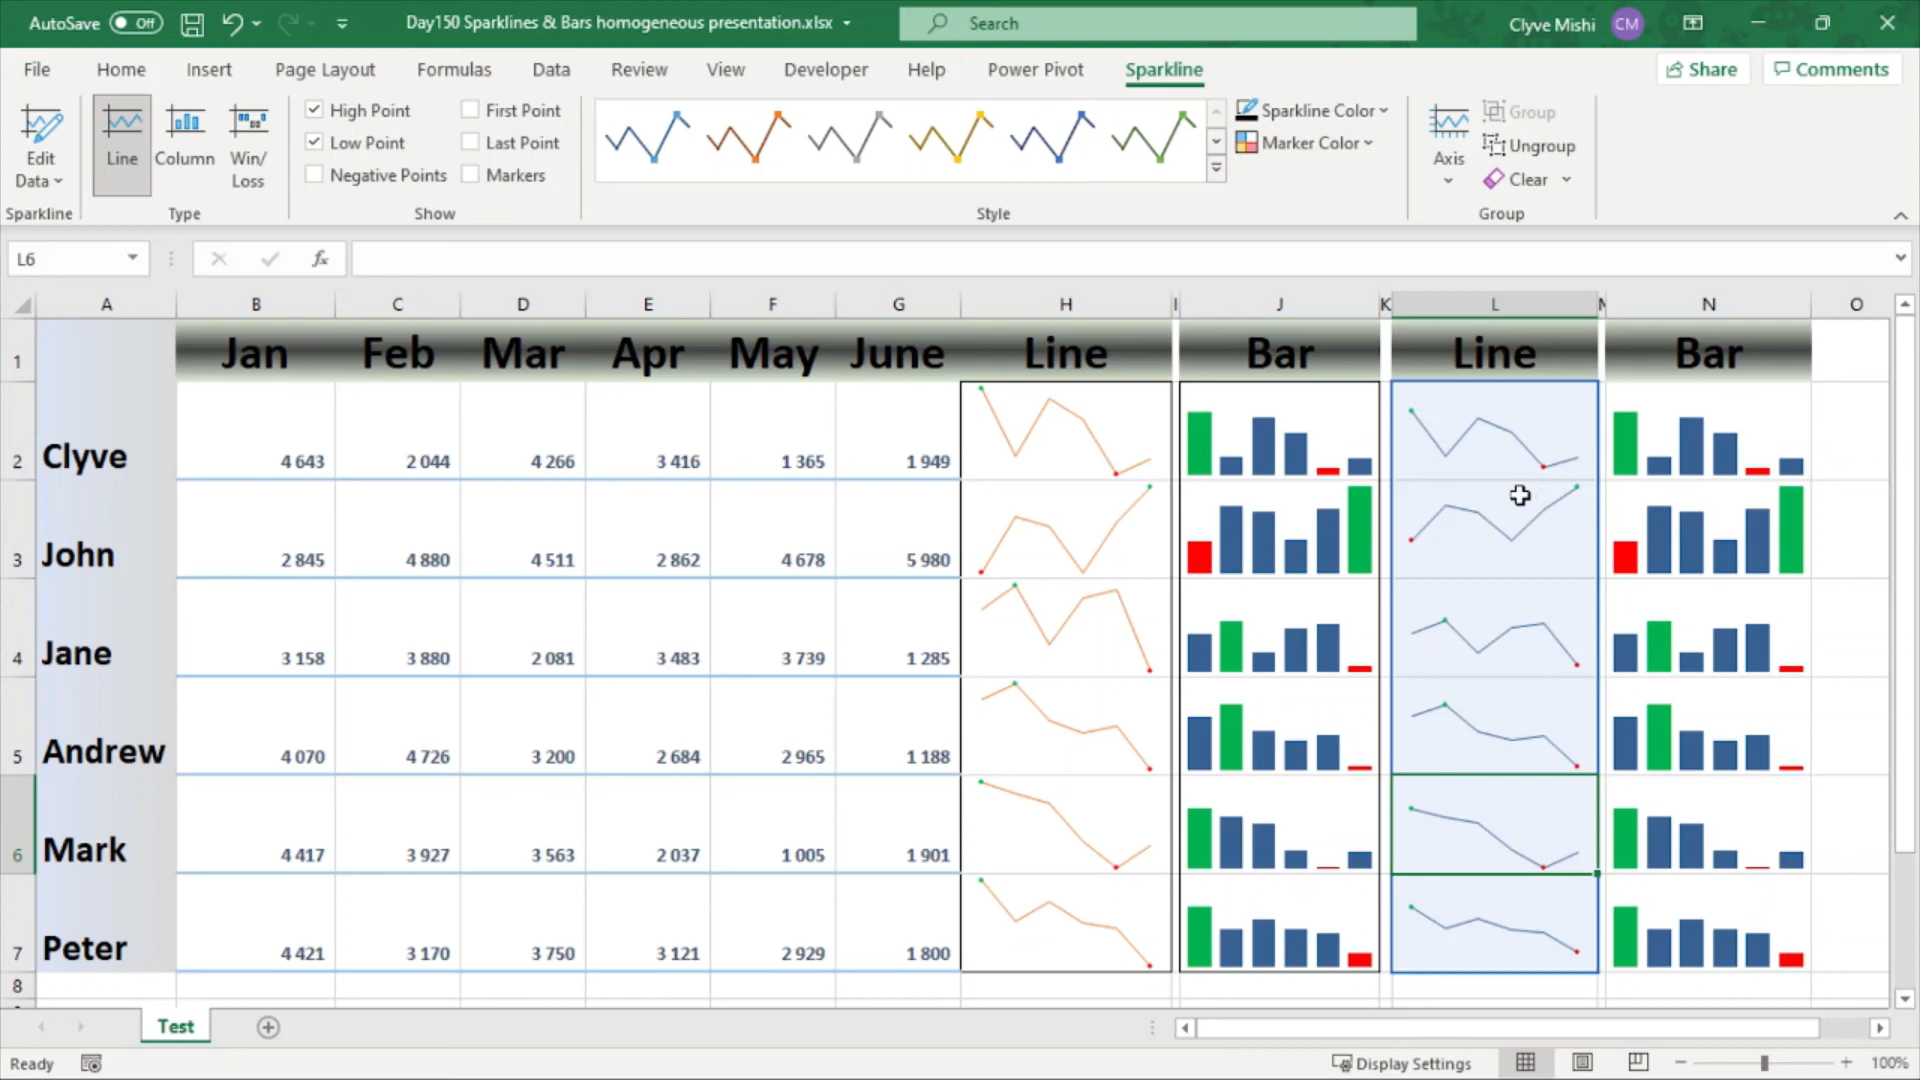 AutoSave Off Day150 Sparklines & Bars homogeneous presentation.xlsx Search Clyve Mishi CM
File Home Insert Page Layout Formulas Data Review View Developer Help Power Pivot Sparkline Share Comments
Edit Data
Line
Column
Win/Loss
High Point
Low Point
Negative Points
First Point
Last Point
Markers
Sparkline Color
Marker Color
Axis
Group
Ungroup
Clear
Sparkline Type Show Style Group
L6 fx
A B C D E F G H I J K L M N O
1 Jan Feb Mar Apr May June Line Bar Line Bar
2 Clyve 4 643 2 044 4 266 3 416 1 365 1 949
3 John 2 845 4 880 4 511 2 862 4 678 5 980
4 Jane 3 158 3 880 2 081 3 483 3 739 1 285
5 Andrew 4 070 4 726 3 200 2 684 2 965 1 188
6 Mark 4 417 3 927 3 563 2 037 1 005 1 901
7 Peter 4 421 3 170 3 750 3 121 2 929 1 800
8
Test
Ready Display Settings 100%